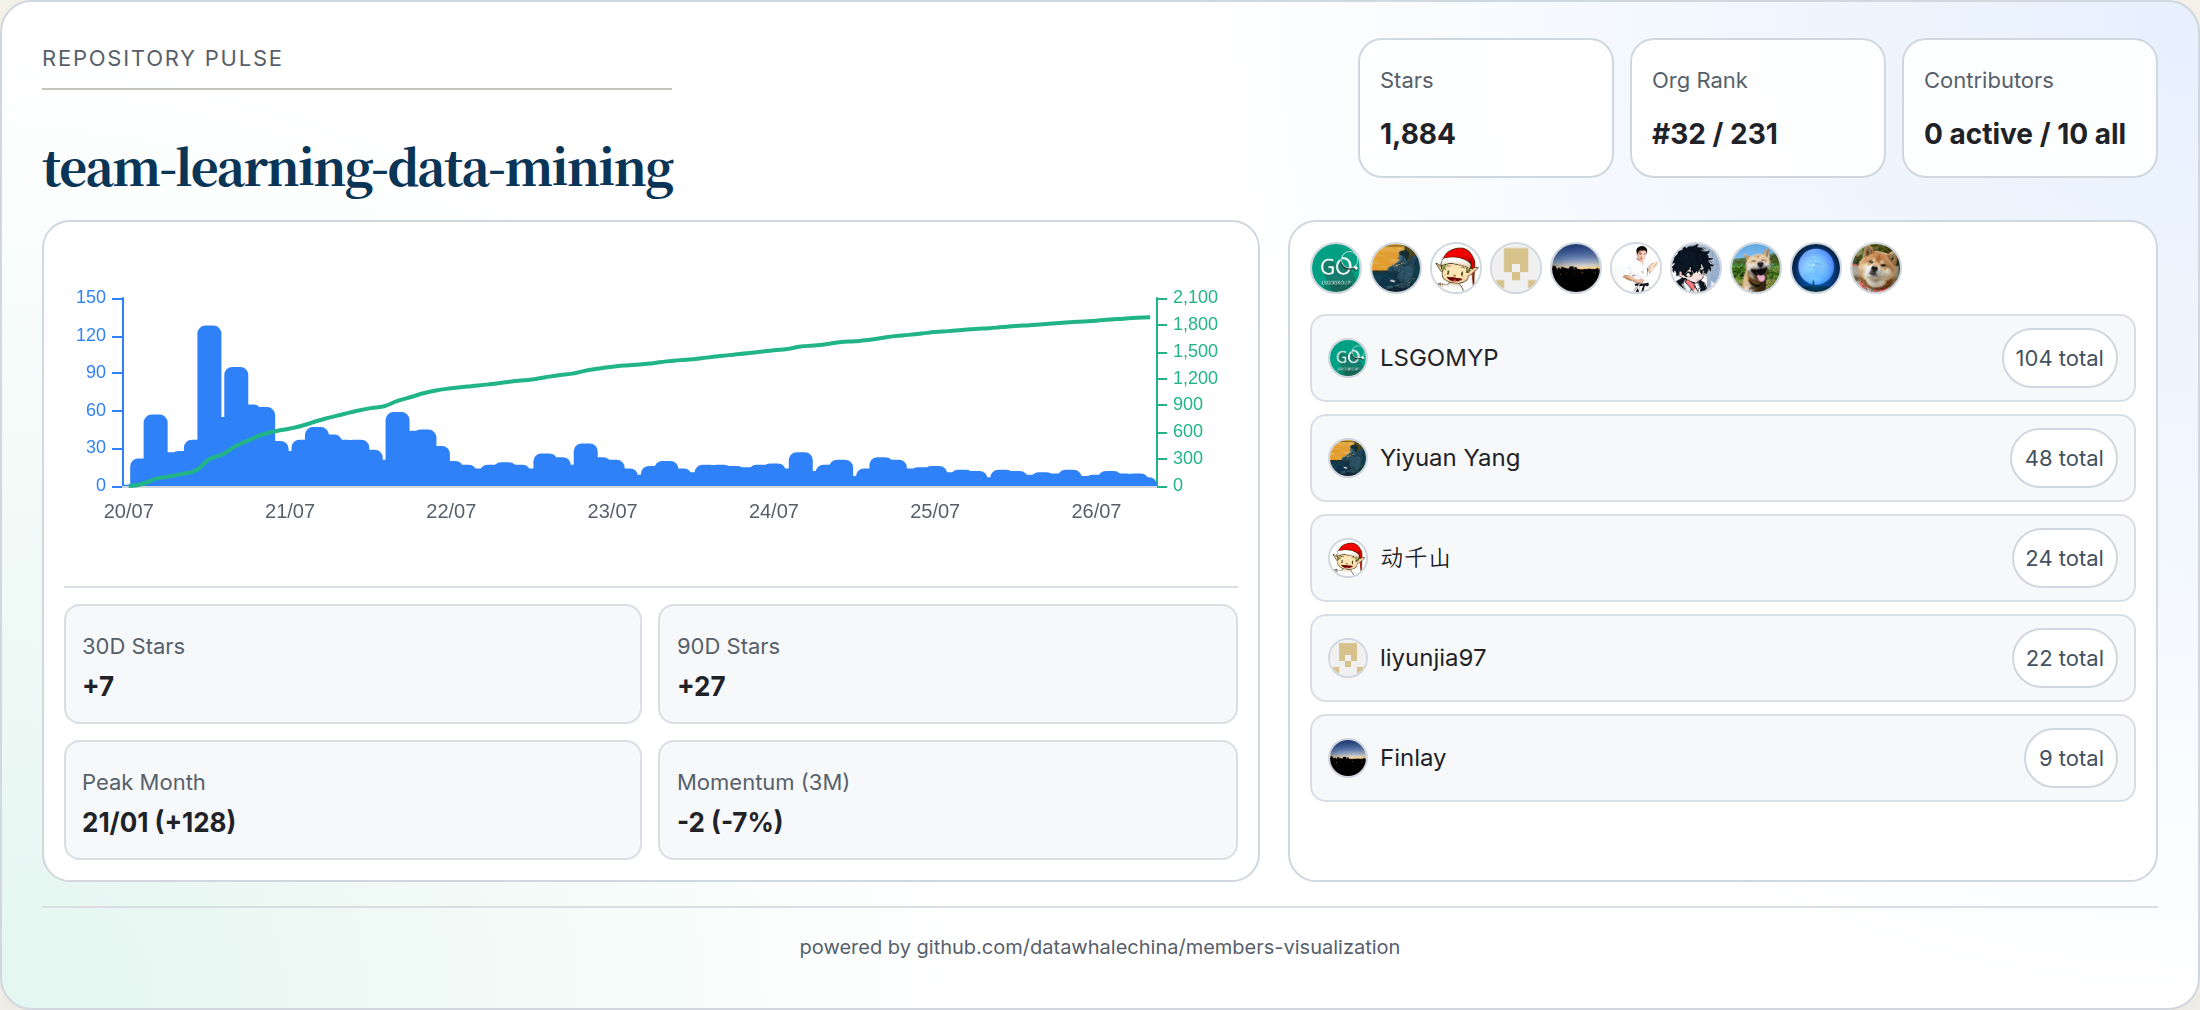 REPOSITORY PULSE
team-learning-data-mining
Stars
1,884
Org Rank
#32 / 231
Contributors
0 active / 10 all
150
120
90
60
30
0
2,100
1,800
1,500
1,200
900
600
300
0
20/07
21/07
22/07
23/07
24/07
25/07
26/07
30D Stars
+7
90D Stars
+27
Peak Month
21/01 (+128)
Momentum (3M)
-2 (-7%)
GO
LSGOGROUP
GO
LSGOMYP
104 total
Yiyuan Yang
48 total
动千山
24 total
liyunjia97
22 total
Finlay
9 total
powered by github.com/datawhalechina/members-visualization